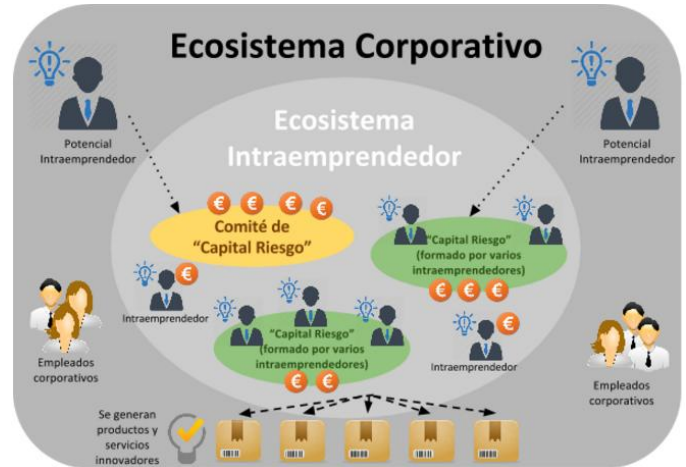 Ecosistema Corporativo
Potencial
Intraemprendedor
Potencial
Intraemprendedor
Ecosistema
Intraemprendedor
€ € € €
Comité de
"Capital Riesgo"
"Capital Riesgo"
(formado por varios
intraemprendedores)
€ € €
€
Intraemprendedor
"Capital Riesgo"
(formado por varios
intraemprendedores)
€ €
€
Intraemprendedor
Empleados
corporativos
Empleados
corporativos
Se generan
productos y
servicios
innovadores